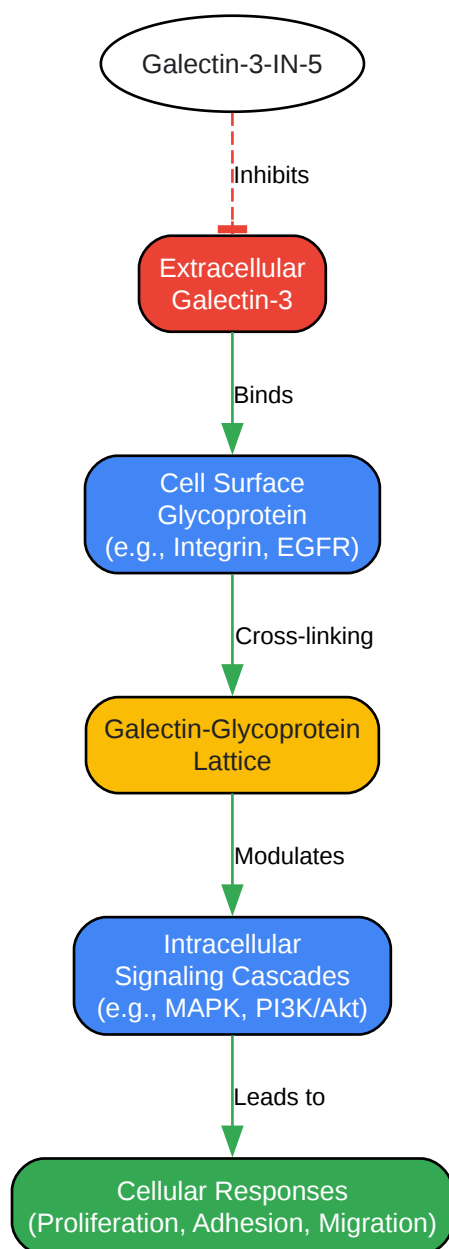 Galectin-3-IN-5
Inhibits
Extracellular
Galectin-3
Binds
Cell Surface
Glycoprotein
(e.g., Integrin, EGFR)
Cross-linking
Galectin-Glycoprotein
Lattice
Modulates
Intracellular
Signaling Cascades
(e.g., MAPK, PI3K/Akt)
Leads to
Cellular Responses
(Proliferation, Adhesion, Migration)